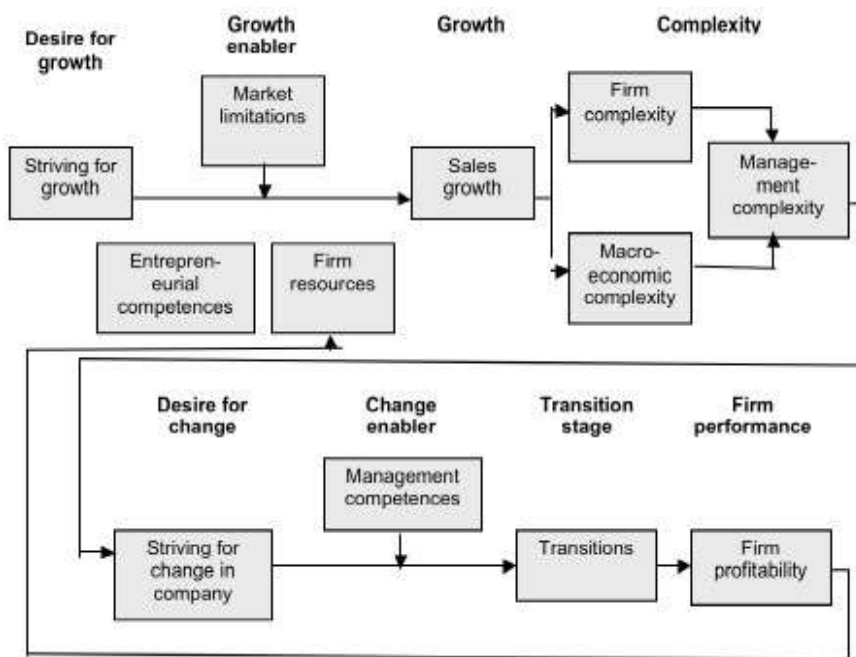 Desire for
growth
Growth
enabler
Growth
Complexity
Market
limitations
Firm
complexity
Striving for
growth
Sales
growth
Manage-
ment
complexity
Entrepren-
eurial
competences
Firm
resources
Macro-
economic
complexity
Desire for
change
Change
enabler
Transition
stage
Firm
performance
Management
competences
Striving for
change in
company
Transitions
Firm
profitability